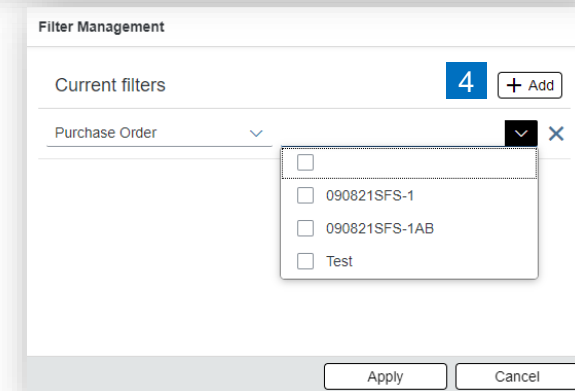 Filter Management
Current filters
4
+ Add
Purchase Order
090821SFS-1
090821SFS-1AB
Test
Apply
Cancel